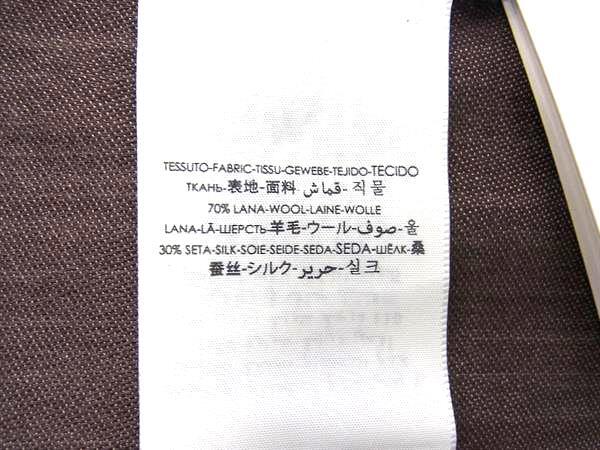 TESSUTO-FABRIC-TISSU-GEWEBE-TEJIDO-TECIDO
ТКАНЬ-表地-面料-قماش-직물
70% LANA-WOOL-LAINE-WOLLE
LANA-LÃ-ШЕРСТЬ-羊毛-ウール-صوف-울
30% SETA-SILK-SOIE-SEIDE-SEDA-SEDA-ШЁЛК-桑
蚕丝-シルク-حرير-실크